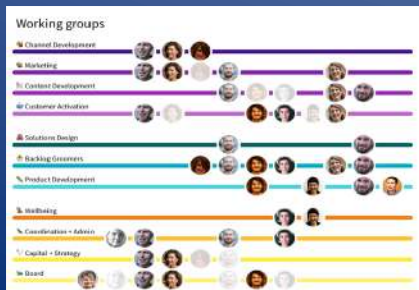 Working groups
Channel Development
Marketing
Content Development
Customer Activation
Solutions Design
Backlog Groomers
Product Development
Wellbeing
Coordination + Admin
Capital + Strategy
Board